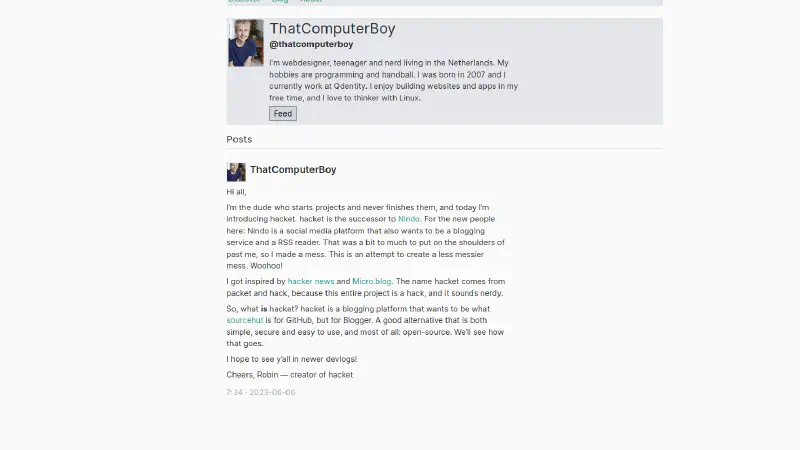 Discover Blog About
ThatComputerBoy
@thatcomputerboy
I'm webdesigner, teenager and nerd living in the Netherlands. My
hobbies are programming and handball. I was born in 2007 and I
currently work at Qdentity. I enjoy building websites and apps in my
free time, and I love to thinker with Linux.
Feed
Posts
ThatComputerBoy
Hi all,
I'm the dude who starts projects and never finishes them, and today I'm
introducing hacket. hacket is the successor to Nindo. For the new people
here: Nindo is a social media platform that also wants to be a blogging
service and a RSS reader. That was a bit to much to put on the shoulders of
past me, so I made a mess. This is an attempt to create a less messier
mess. Woohoo!
I got inspired by hacker news and Micro.blog. The name hacket comes from
packet and hack, because this entire project is a hack, and it sounds nerdy.
So, what is hacket? hacket is a blogging platform that wants to be what
sourcehut is for GitHub, but for Blogger. A good alternative that is both
simple, secure and easy to use, and most of all: open-source. We'll see how
that goes.
I hope to see y'all in newer devlogs!
Cheers, Robin — creator of hacket
7:34 · 2023-06-06